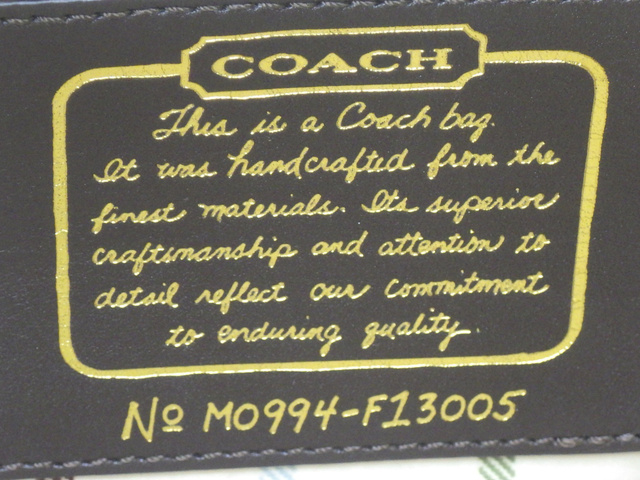 COACH
This is a Coach bag.
It was handcrafted from the
finest materials. Its superior
craftsmanship and attention to
detail reflect our commitment
to enduring quality.
No M0994-F13005